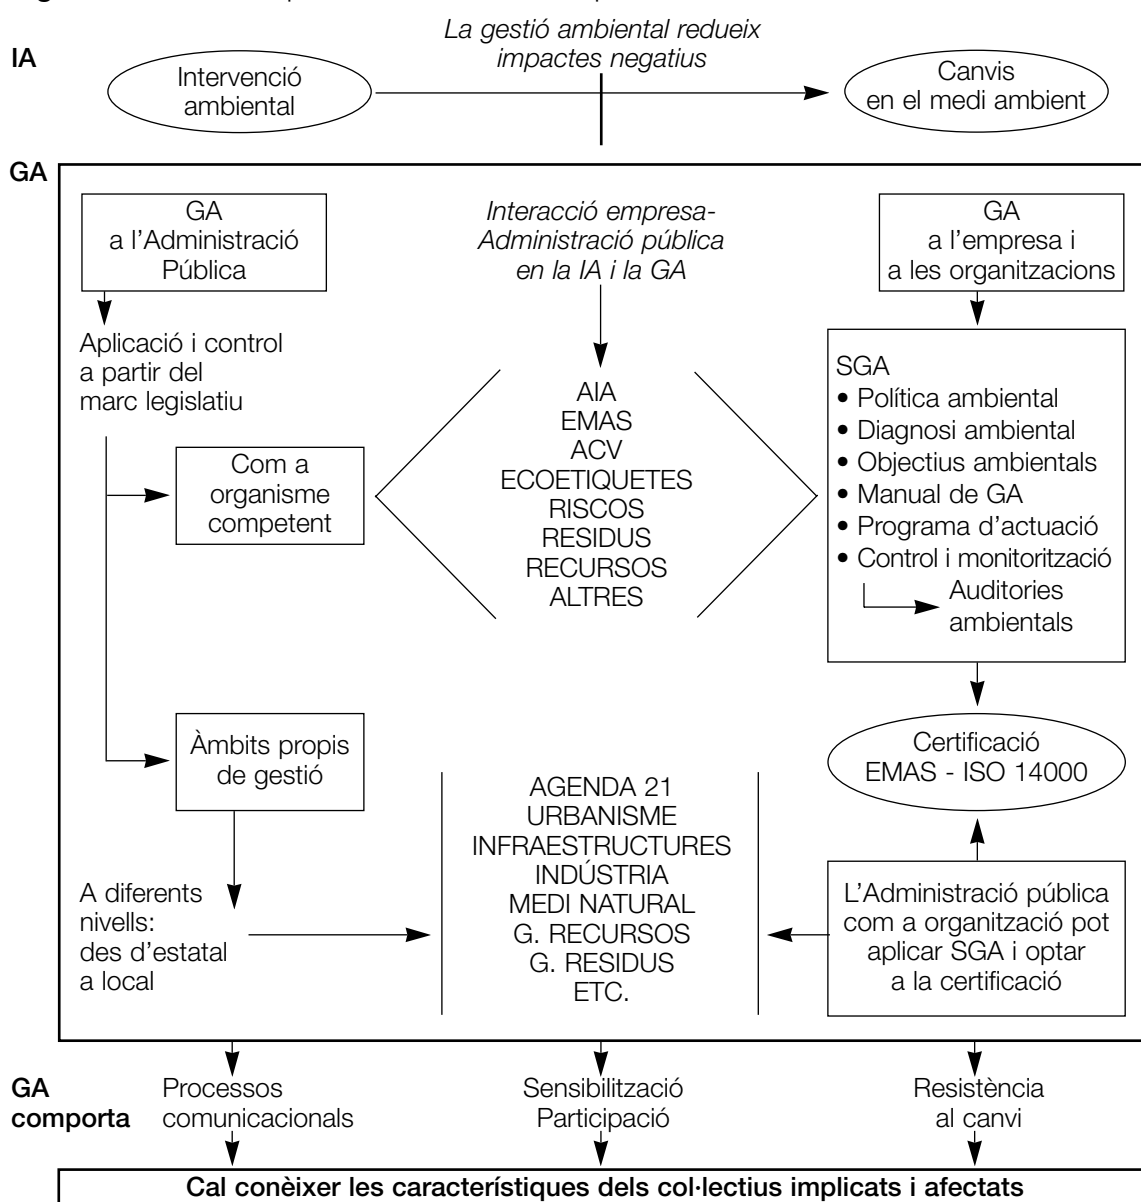 La gestió ambiental redueix
impactes negatius
IA
Intervenció
ambiental
Canvis
en el medi ambient
GA
GA
a l’Administració
Pública
Interacció empresa-
Administració pública
en la IA i la GA
GA
a l’empresa i
a les organitzacions
Aplicació i control
a partir del
marc legislatiu
Com a
organisme
competent
AIA
EMAS
ACV
ECOETIQUETES
RISCOS
RESIDUS
RECURSOS
ALTRES
SGA
• Política ambiental
• Diagnosi ambiental
• Objectius ambientals
• Manual de GA
• Programa d’actuació
• Control i monitorització
Auditories
ambientals
Àmbits propis
de gestió
Certificació
EMAS - ISO 14000
A diferents
nivells:
des d’estatal
a local
AGENDA 21
URBANISME
INFRAESTRUCTURES
INDÚSTRIA
MEDI NATURAL
G. RECURSOS
G. RESIDUS
ETC.
L’Administració pública
com a organització pot
aplicar SGA i optar
a la certificació
GA
comporta
Processos
comunicacionals
Sensibilització
Participació
Resistència
al canvi
Cal conèixer les característiques dels col·lectius implicats i afectats